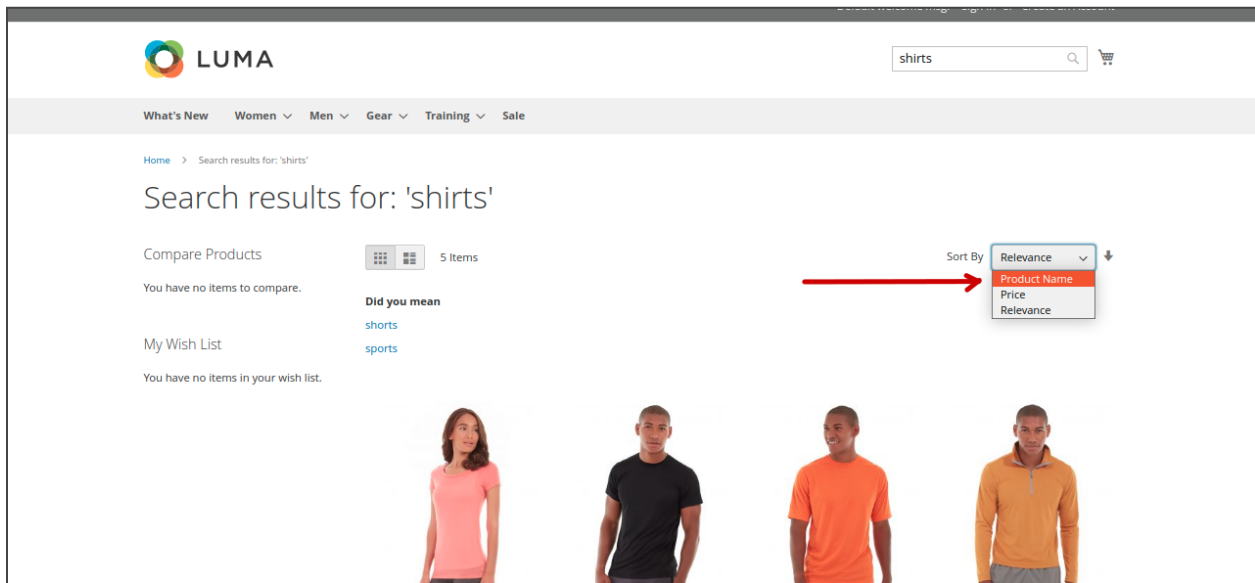 LUMA
shirts
What's New Women Men Gear Training Sale
Home > Search results for: 'shirts'
Search results for: 'shirts'
Compare Products
You have no items to compare.
My Wish List
You have no items in your wish list.
5 Items
Did you mean
shorts
sports
Sort By Relevance
Product Name
Price
Relevance